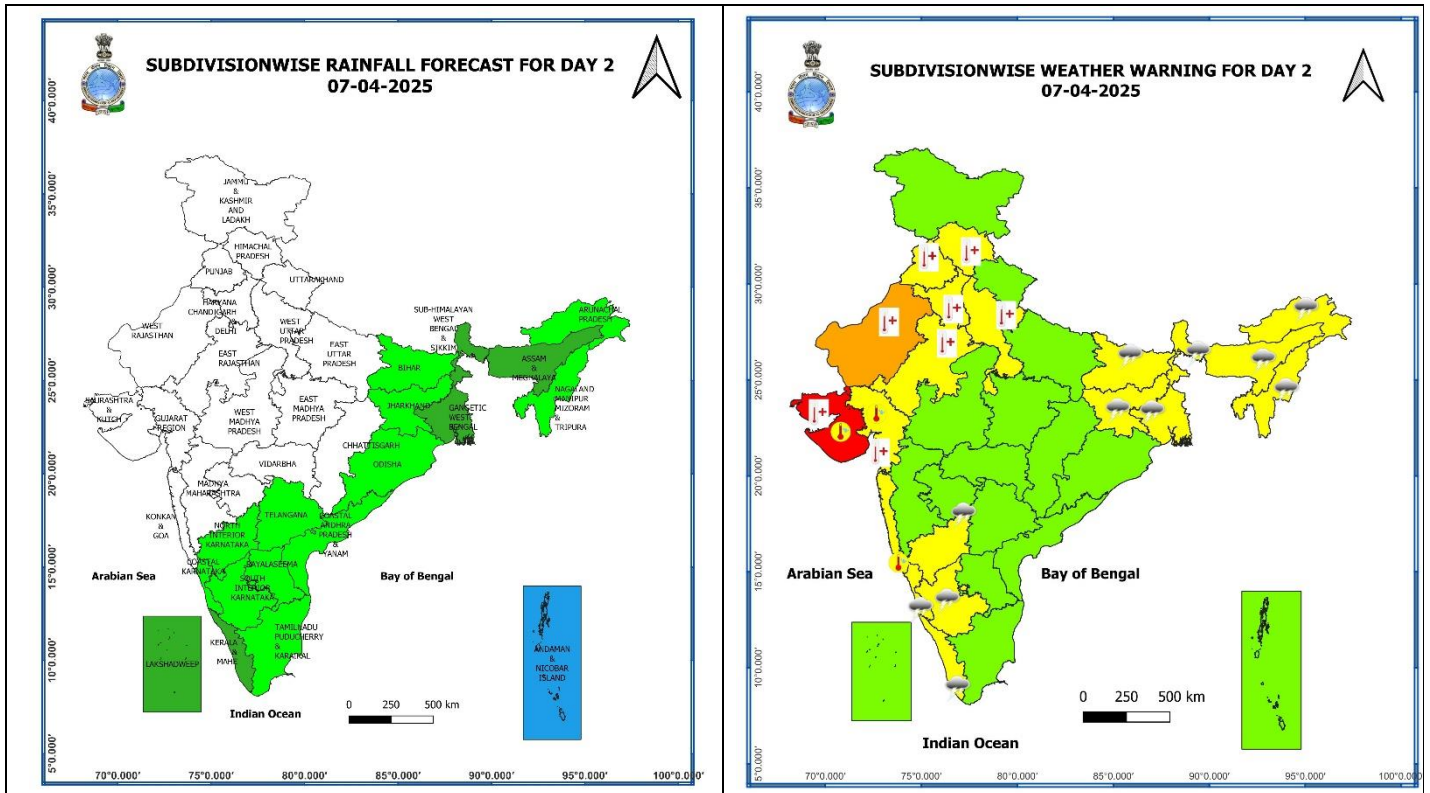 SUBDIVISIONWISE RAINFALL FORECAST FOR DAY 2
07-04-2025
40°0.000'
35°0.000'
30°0.000'
25°0.000'
20°0.000'
15°0.000'
10°0.000'
5°0.000'
JAMMU
&
KASHMIR
AND
LADAKH
HIMACHAL
PRADESH
PUNJAB
UTTARAKHAND
HARYANA
CHANDIGARH
&
DELHI
WEST
RAJASTHAN
WEST
UTTAR
PRADESH
EAST
RAJASTHAN
EAST
UTTAR
PRADESH
SUB-HIMALAYAN
WEST
BENGAL
&
SIKKIM
ARUNACHAL
PRADESH
ASSAM
&
MEGHALAYA
BIHAR
NAGALAND
MANIPUR
MIZORAM
&
TRIPURA
SAURASHTRA
&
KUTCH
GUJARAT
REGION
WEST
MADHYA
PRADESH
EAST
MADHYA
PRADESH
JHARKHAND
GANGETIC
WEST
BENGAL
CHHATTISGARH
ODISHA
VIDARBHA
MADHYA
MAHARASHTRA
KONKAN
&
GOA
TELANGANA
COASTAL
ANDHRA
PRADESH
&
YANAM
NORTH
INTERIOR
KARNATAKA
COASTAL
KARNATAKA
RAYALASEEMA
SOUTH
INTERIOR
KARNATAKA
Arabian Sea
Bay of Bengal
TAMILNADU
PUDUCHERRY
&
KARAIKAL
KERALA
&
MAHE
LAKSHADWEEP
ANDAMAN
&
NICOBAR
ISLAND
Indian Ocean
0 250 500 km
70°0.000' 75°0.000' 80°0.000' 85°0.000' 90°0.000' 95°0.000' 100°0.000'
SUBDIVISIONWISE WEATHER WARNING FOR DAY 2
07-04-2025
40°0.000'
35°0.000'
30°0.000'
25°0.000'
20°0.000'
15°0.000'
10°0.000'
5°0.000'
Arabian Sea
Bay of Bengal
Indian Ocean
0 250 500 km
70°0.000' 75°0.000' 80°0.000' 85°0.000' 90°0.000' 95°0.000' 100°0.000'